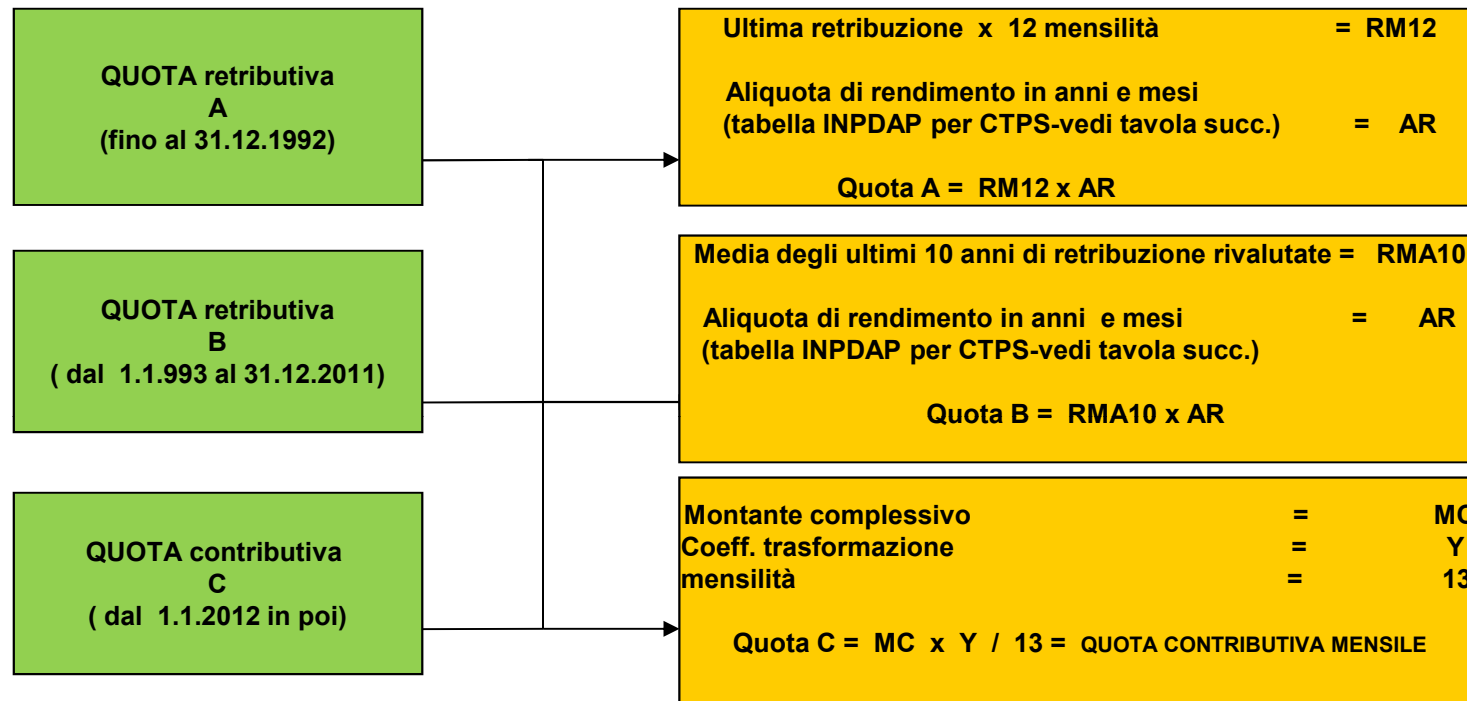 QUOTA retributiva
A
(fino al 31.12.1992)
Ultima retribuzione x 12 mensilità = RM12
Aliquota di rendimento in anni e mesi
(tabella INPDAP per CTPS-vedi tavola succ.) = AR
Quota A = RM12 x AR
QUOTA retributiva
B
( dal 1.1.993 al 31.12.2011)
Media degli ultimi 10 anni di retribuzione rivalutate = RMA10
Aliquota di rendimento in anni e mesi = AR
(tabella INPDAP per CTPS-vedi tavola succ.)
Quota B = RMA10 x AR
QUOTA contributiva
C
( dal 1.1.2012 in poi)
Montante complessivo = MC
Coeff. trasformazione = Y
mensilità = 13
Quota C = MC x Y / 13 = QUOTA CONTRIBUTIVA MENSILE